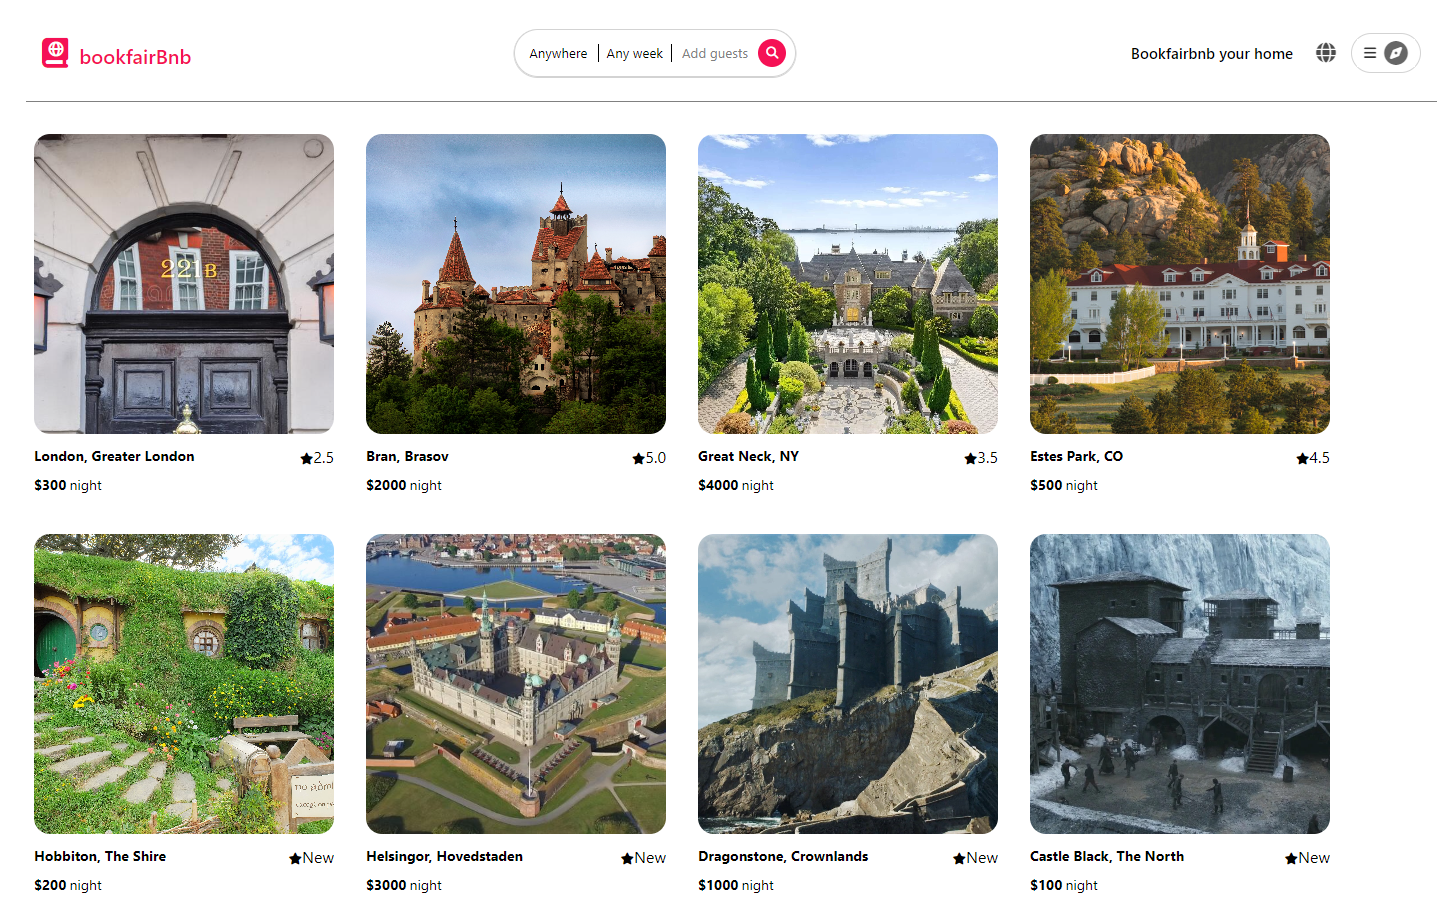 bookfairBnb
Anywhere Any week Add guests
Bookfairbnb your home
221B
London, Greater London 2.5
$300 night
Bran, Brasov 5.0
$2000 night
Great Neck, NY 3.5
$4000 night
Estes Park, CO 4.5
$500 night
Hobbiton, The Shire New
$200 night
Helsingor, Hovedstaden New
$3000 night
Dragonstone, Crownlands New
$1000 night
Castle Black, The North New
$100 night